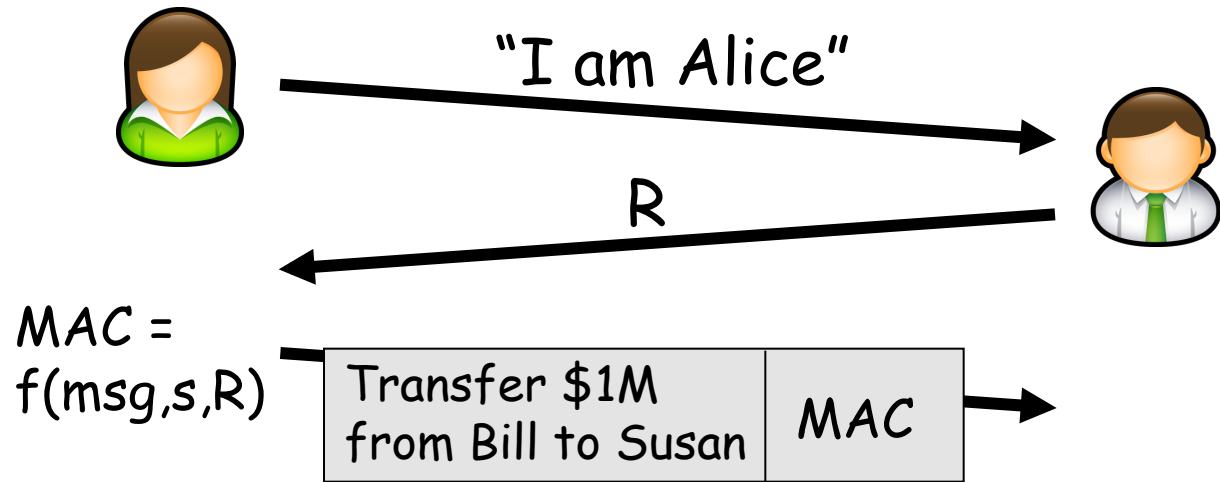 “I am Alice”
R
MAC =
f(msg,s,R)
Transfer $1M
from Bill to Susan
MAC